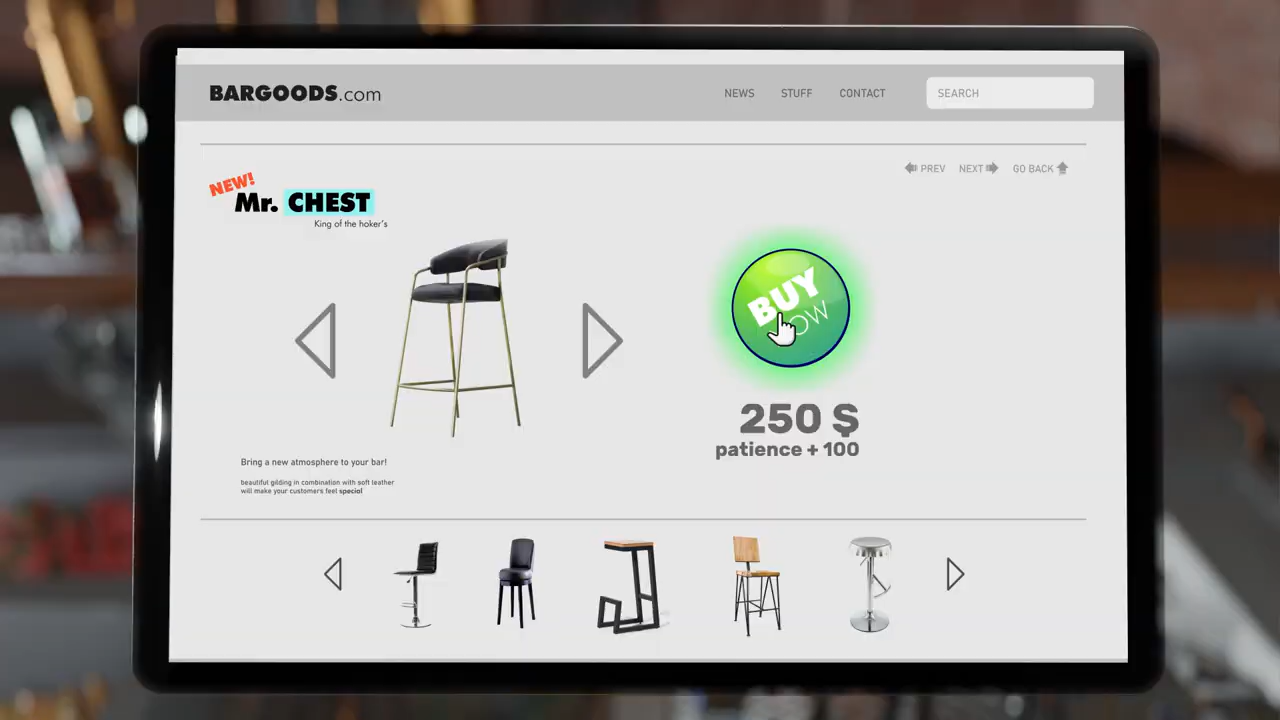 BARGOODS.com
NEWS STUFF CONTACT SEARCH
PREV NEXT GO BACK
NEW!
Mr. CHEST
King of the hoker's
BUY
250 $
patience + 100
Bring a new atmosphere to your bar!
beautiful gilding in combination with soft leather
will make your customers feel special